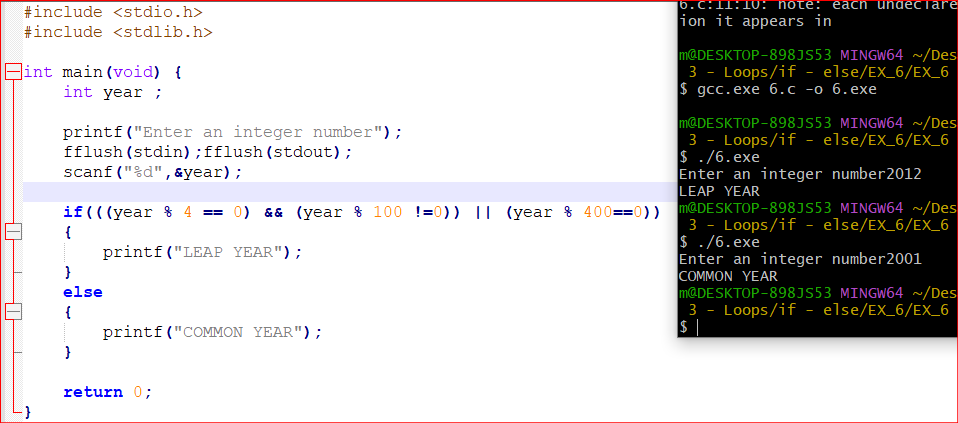 #include <stdio.h>
#include <stdlib.h>
int main(void) {
int year ;
printf("Enter an integer number");
fflush(stdin);fflush(stdout);
scanf("%d",&year);
if(((year % 4 == 0) && (year % 100 !=0)) || (year % 400==0))
{
printf("LEAP YEAR");
}
else
{
printf("COMMON YEAR");
}
return 0;
}
6.c:11:10: note: each undeclare
ion it appears in
m@DESKTOP-898JS53 MINGW64 ~/Des
3 - Loops/if - else/EX_6/EX_6
$ gcc.exe 6.c -o 6.exe
m@DESKTOP-898JS53 MINGW64 ~/Des
3 - Loops/if - else/EX_6/EX_6
$ ./6.exe
Enter an integer number2012
LEAP YEAR
m@DESKTOP-898JS53 MINGW64 ~/Des
3 - Loops/if - else/EX_6/EX_6
$ ./6.exe
Enter an integer number2001
COMMON YEAR
m@DESKTOP-898JS53 MINGW64 ~/Des
3 - Loops/if - else/EX_6/EX_6
$